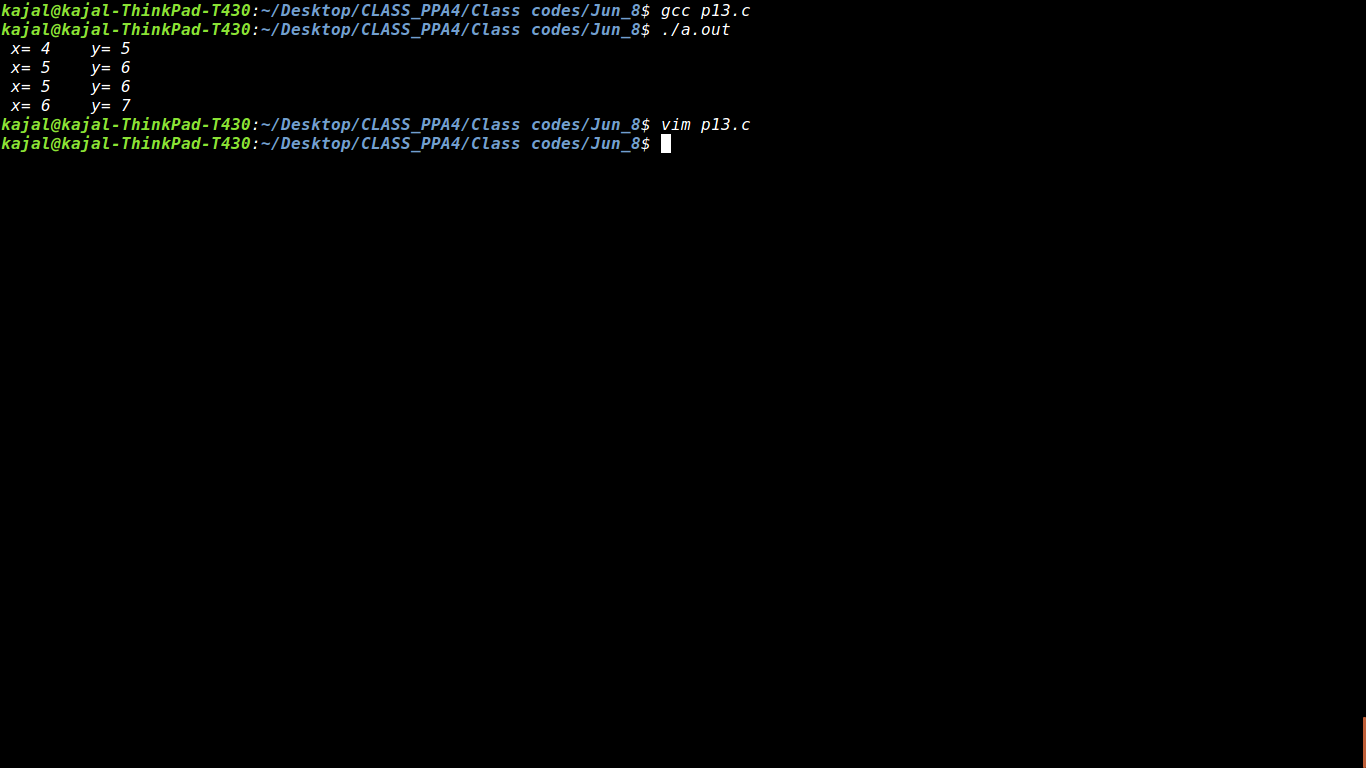 kajal@kajal-ThinkPad-T430:~/Desktop/CLASS_PPA4/Class codes/Jun_8$ gcc p13.c
kajal@kajal-ThinkPad-T430:~/Desktop/CLASS_PPA4/Class codes/Jun_8$ ./a.out
x= 4    y= 5
x= 5    y= 6
x= 5    y= 6
x= 6    y= 7
kajal@kajal-ThinkPad-T430:~/Desktop/CLASS_PPA4/Class codes/Jun_8$ vim p13.c
kajal@kajal-ThinkPad-T430:~/Desktop/CLASS_PPA4/Class codes/Jun_8$